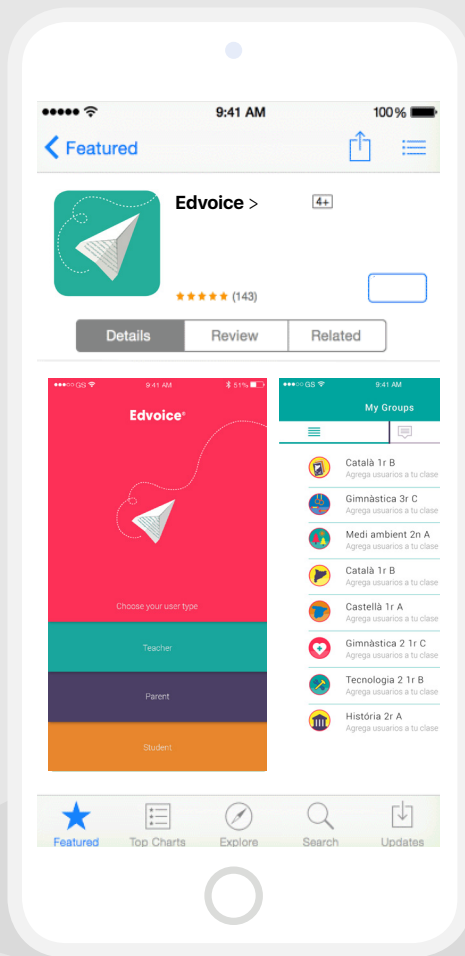 9:41 AM
100%
Featured
Edvoice >
4+
(143)
Details
Review
Related
GS
9:41 AM
51%
Edvoice®
Choose your user type
Teacher
Parent
Student
GS
9:41 AM
My Groups
Català 1r B
Agrega usuarios a tu clase
Gimnàstica 3r C
Agrega usuarios a tu clase
Medi ambient 2n A
Agrega usuarios a tu clase
Català 1r B
Agrega usuarios a tu clase
Castellà 1r A
Agrega usuarios a tu clase
Gimnàstica 2 1r C
Agrega usuarios a tu clase
Tecnologia 2 1r B
Agrega usuarios a tu clase
História 2r A
Agrega usuarios a tu clase
Featured
Top Charts
Explore
Search
Updates